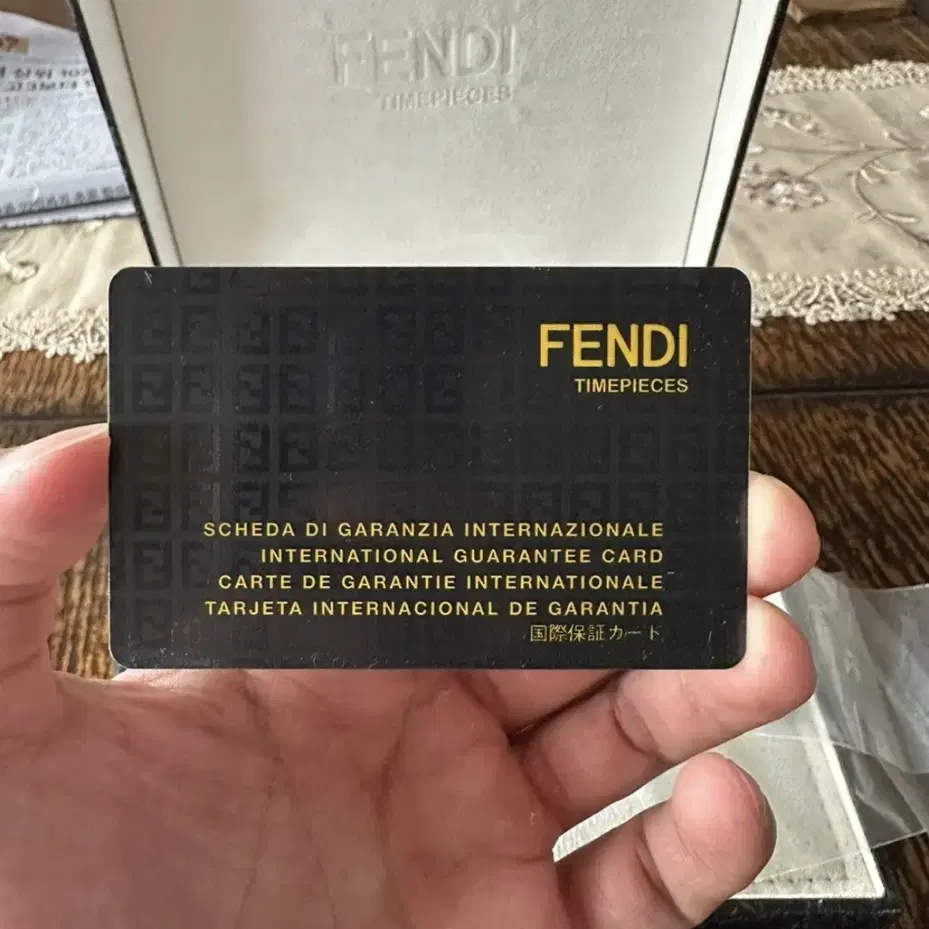 FENDI
TIMEPIECES
FENDI
TIMEPIECES
SCHEDA DI GARANZIA INTERNAZIONALE
INTERNATIONAL GUARANTEE CARD
CARTE DE GARANTIE INTERNATIONALE
TARJETA INTERNACIONAL DE GARANTIA
国際保証カード